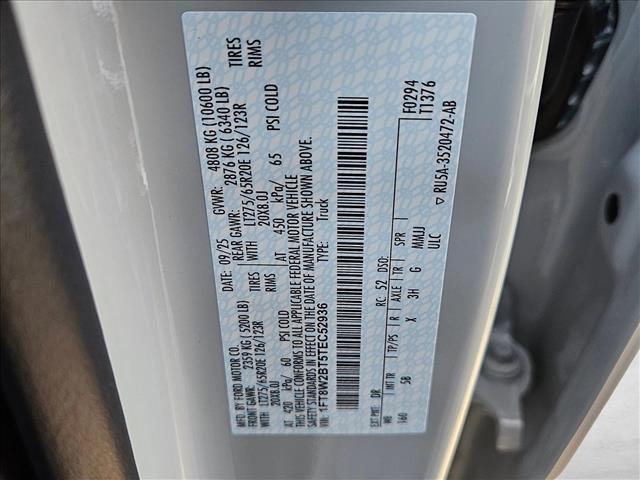 MFD. BY FORD MOTOR CO.
DATE: 09/25 GVWR: 4808 KG (10600 LB)
FRONT GAWR: 2359 KG (5200 LB) REAR GAWR: 2876 KG (6340 LB)
LT275/65R20E 126/123R WITH LT275/65R20E 126/123R TIRES
20X8.0J RIMS 20X8.0J RIMS
AT 420 kPa/ 60 PSI COLD AT 450 kPa/ 65 PSI COLD
THIS VEHICLE CONFORMS TO ALL APPLICABLE FEDERAL MOTOR VEHICLE
SAFETY STANDARDS IN EFFECT ON THE DATE OF MANUFACTURE SHOWN ABOVE.
VIN: 1FT8W2BT5TEC52936 TYPE: Truck
F0294
T1376
EXT PNT: DR RC: 52 DSO:
WB INT TR TP/PS R AXLE TR SPR
160 5B X 3H G MMJJ
ULC
RU5A-3520472-AB